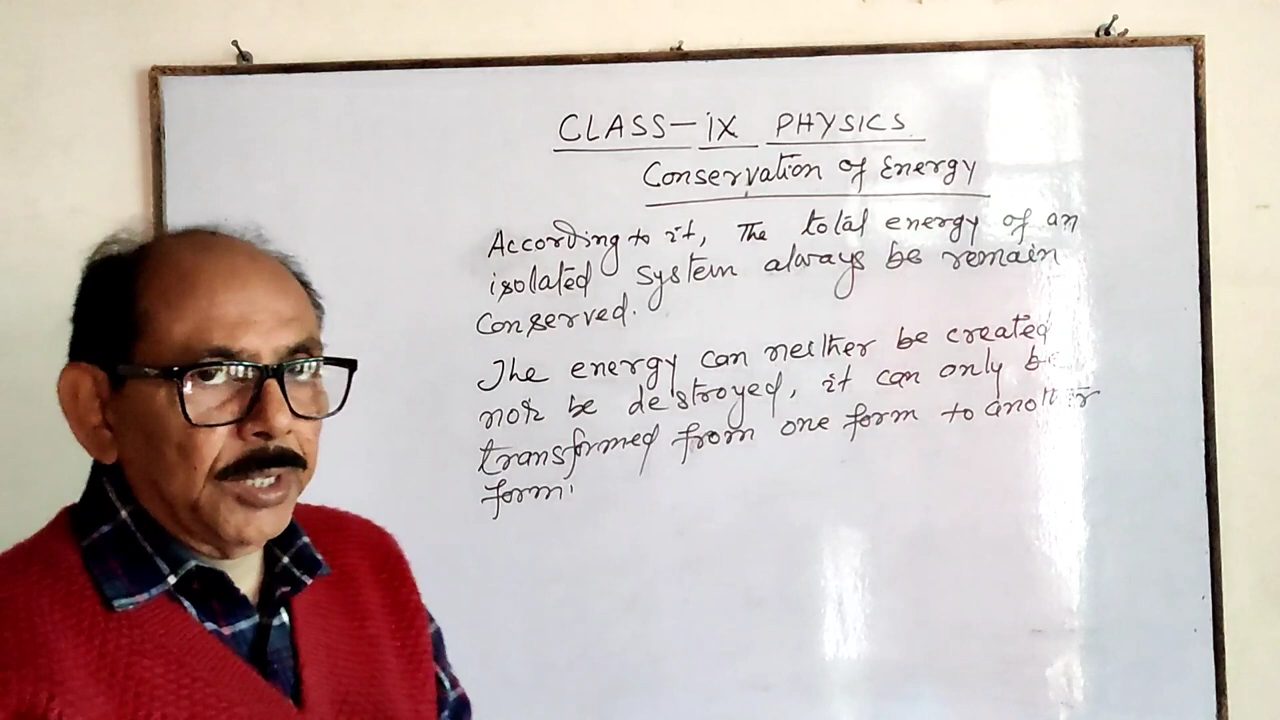 CLASS-IX PHYSICS
Conservation of Energy
According to it, The total energy of an
isolated system always be remain
conserved.
The energy can neither be created
nor be destroyed, it can only be
transformed from one form to another
form.